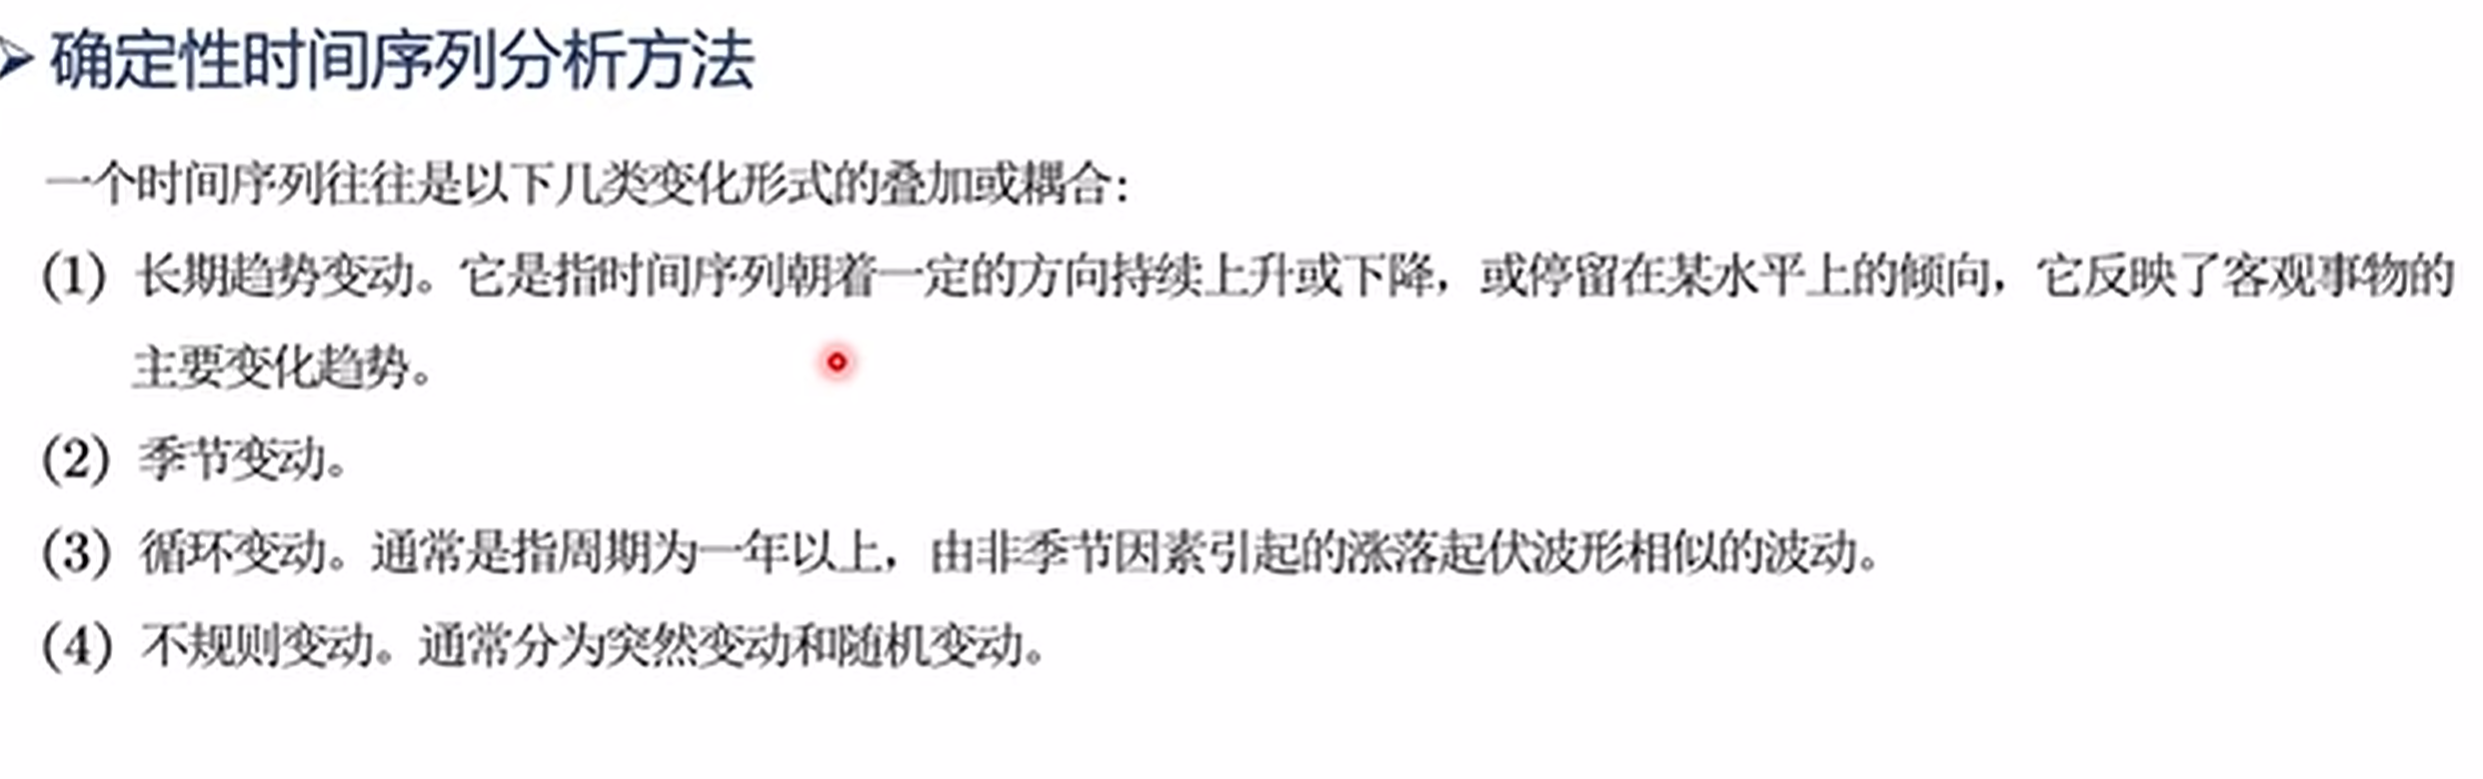 确定性时间序列分析方法
一个时间序列往往是以下几类变化形式的叠加或耦合:
(1) 长期趋势变动。它是指时间序列朝着一定的方向持续上升或下降,或停留在某水平上的倾向,它反映了客观事物的
主要变化趋势。
(2) 季节变动。
(3) 循环变动。通常是指周期为一年以上,由非季节因素引起的涨落起伏波形相似的波动。
(4) 不规则变动。通常分为突然变动和随机变动。